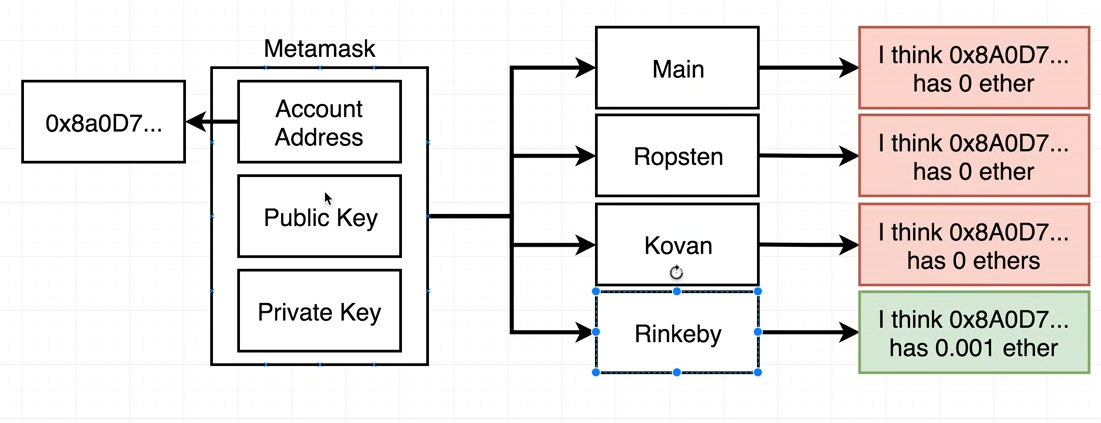 Metamask
0x8a0D7...
Account
Address
Public Key
Private Key
Main
Ropsten
Kovan
Rinkeby
I think 0x8A0D7...
has 0 ether
I think 0x8A0D7...
has 0 ether
I think 0x8A0D7...
has 0 ethers
I think 0x8A0D7...
has 0.001 ether